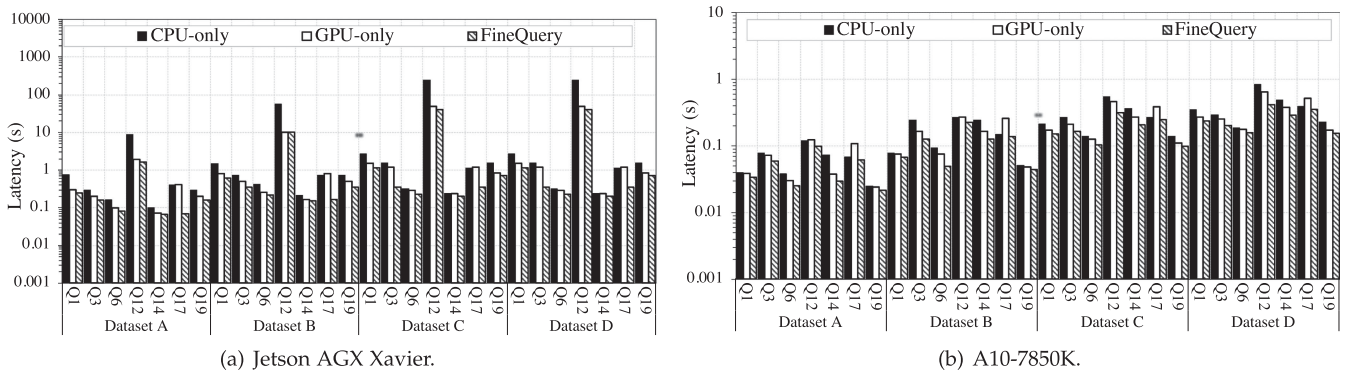 10000
1000
100
10
1
0.1
0.01
0.001
Latency (s)
CPU-only GPU-only FineQuery
Q1 Q3 Q6 Q12 Q14 Q17 Q19 Q1 Q3 Q6 Q12 Q14 Q17 Q19 Q1 Q3 Q6 Q12 Q14 Q17 Q19 Q1 Q3 Q6 Q12 Q14 Q17 Q19
Dataset A Dataset B Dataset C Dataset D
(a) Jetson AGX Xavier.
10
1
0.1
0.01
0.001
Latency (s)
CPU-only GPU-only FineQuery
Q1 Q3 Q6 Q12 Q14 Q17 Q19 Q1 Q3 Q6 Q12 Q14 Q17 Q19 Q1 Q3 Q6 Q12 Q14 Q17 Q19 Q1 Q3 Q6 Q12 Q14 Q17 Q19
Dataset A Dataset B Dataset C Dataset D
(b) A10-7850K.